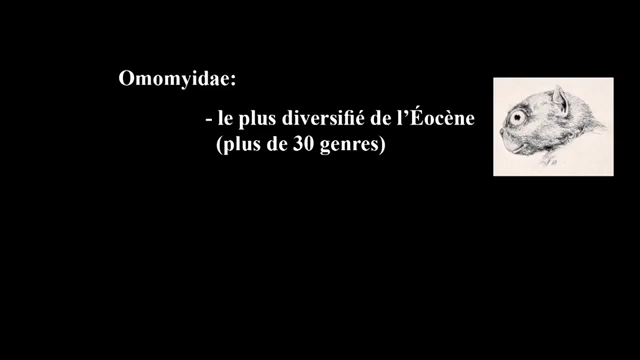 Omomyidae:
- le plus diversifié de l’Éocène
(plus de 30 genres)